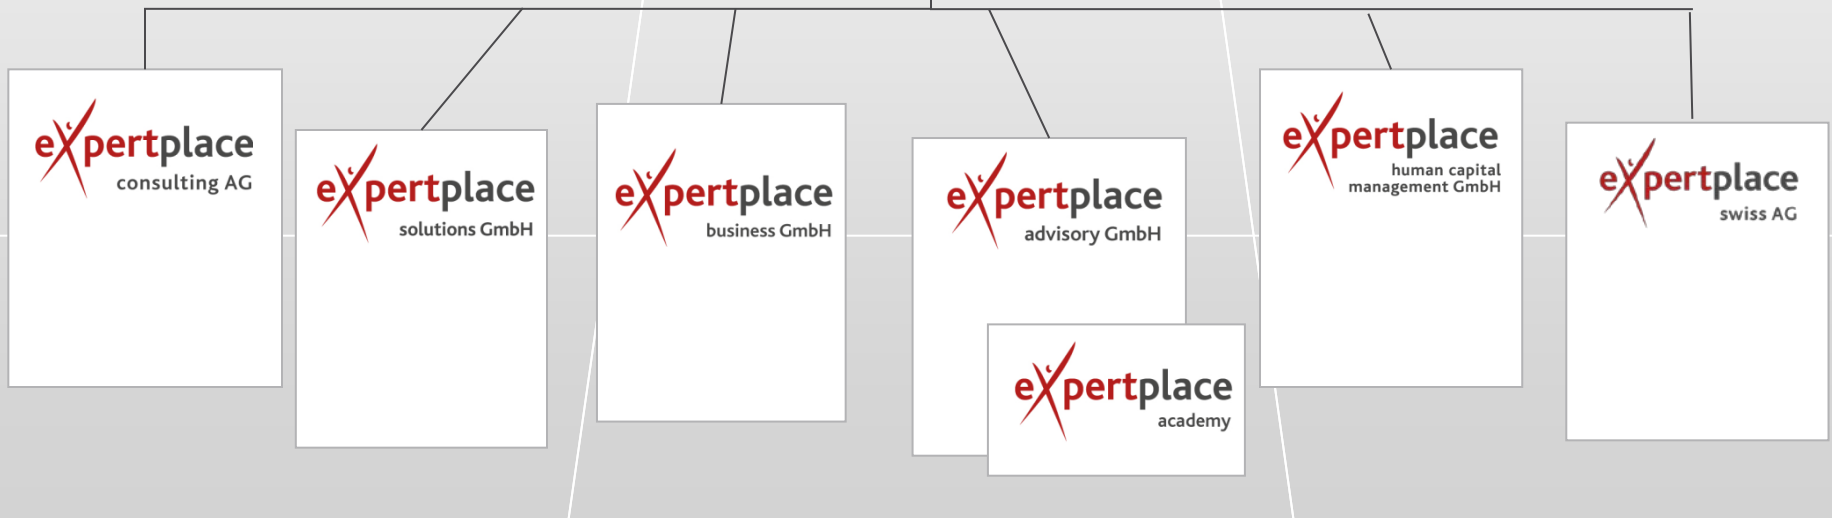 eXpertplace
consulting AG
eXpertplace
solutions GmbH
eXpertplace
business GmbH
eXpertplace
advisory GmbH
eXpertplace
academy
eXpertplace
human capital
management GmbH
eXpertplace
swiss AG